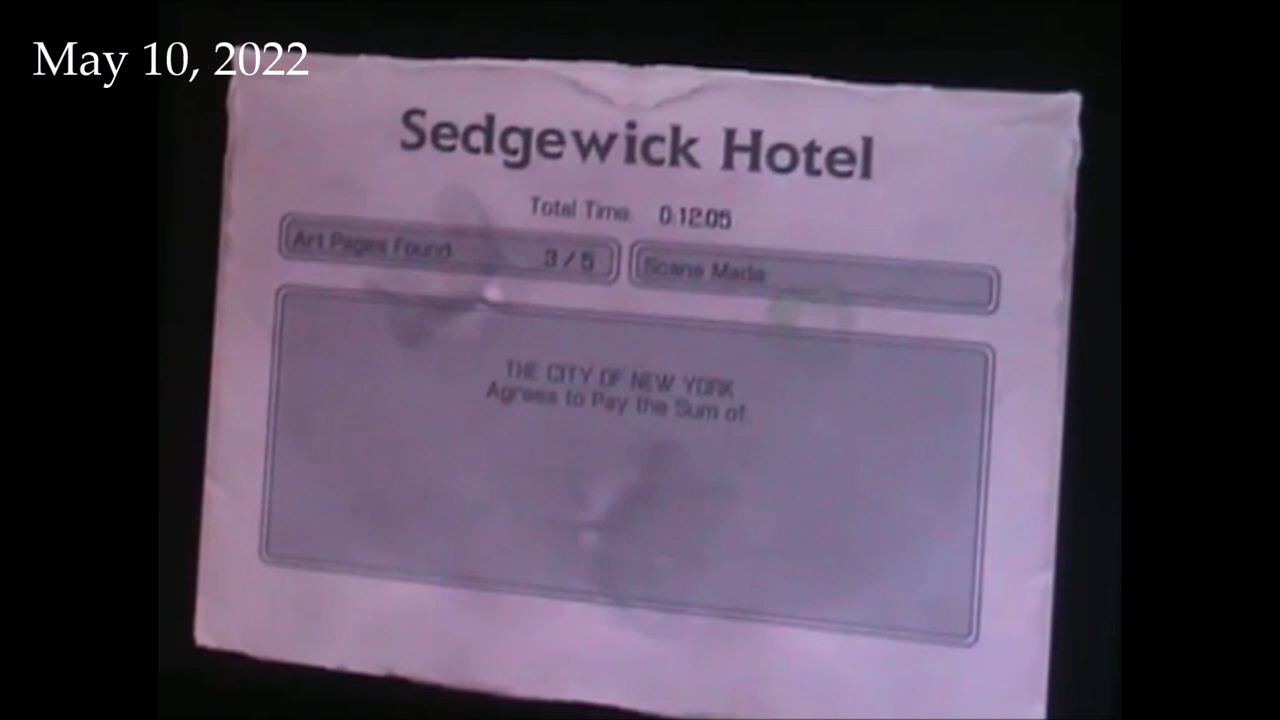 May 10, 2022
Sedgewick Hotel
Total Time: 0:12:05
Art Pages Found 3 / 5
Scans Made
THE CITY OF NEW YORK
Agrees to Pay the Sum of